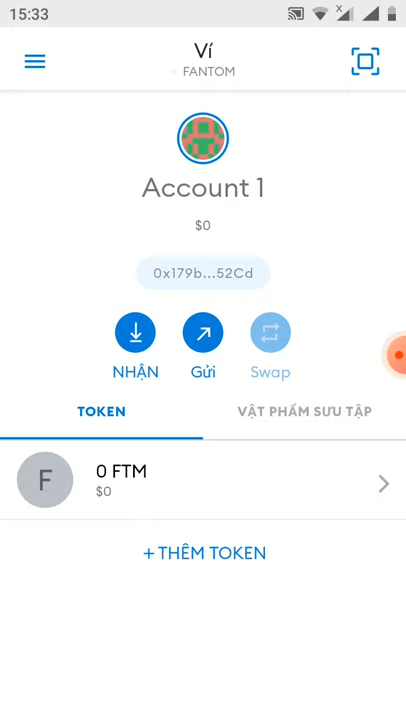 15:33
Ví
FANTOM
Account 1
$0
0x179b...52Cd
NHẬN Gửi Swap
TOKEN VẬT PHẨM SƯU TẬP
F
0 FTM
$0
+ THÊM TOKEN